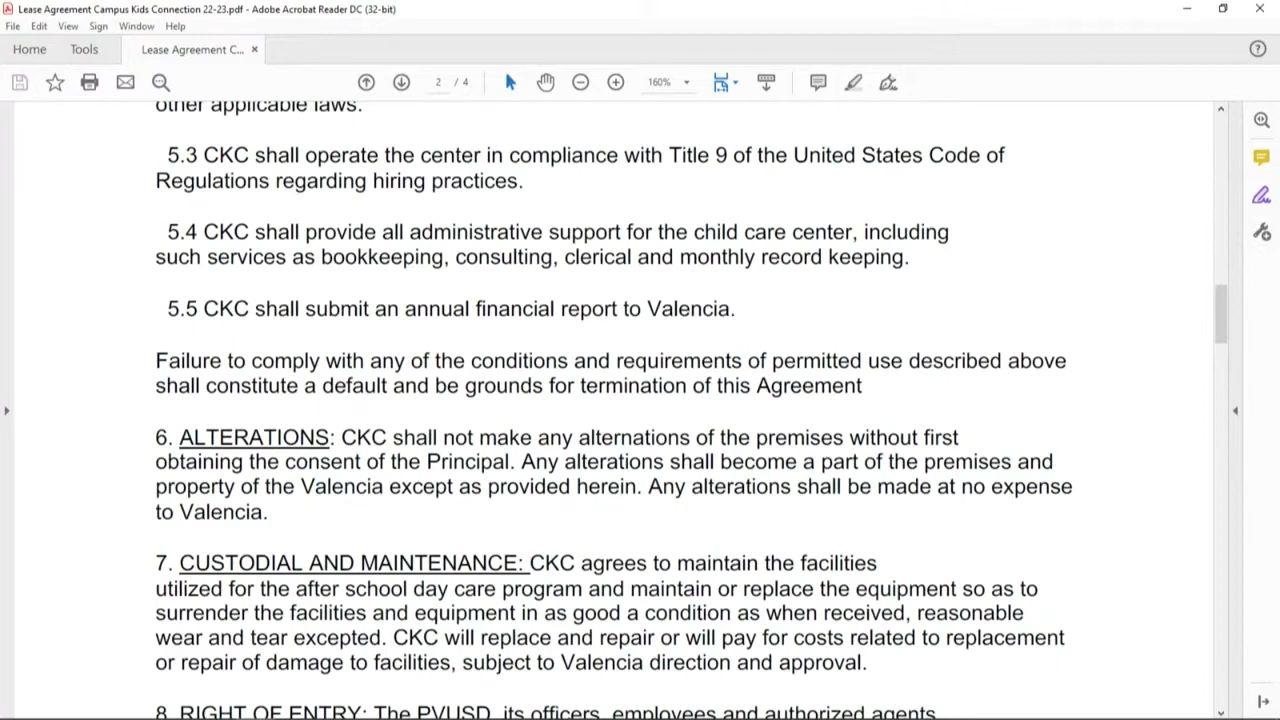 Lease Agreement Campus Kids Connection 22-23.pdf - Adobe Acrobat Reader DC (32-bit)
File Edit View Sign Window Help
Home Tools Lease Agreement C... ×
2 / 4 160%
other applicable laws.
5.3 CKC shall operate the center in compliance with Title 9 of the United States Code of
Regulations regarding hiring practices.
5.4 CKC shall provide all administrative support for the child care center, including
such services as bookkeeping, consulting, clerical and monthly record keeping.
5.5 CKC shall submit an annual financial report to Valencia.
Failure to comply with any of the conditions and requirements of permitted use described above
shall constitute a default and be grounds for termination of this Agreement
6. ALTERATIONS: CKC shall not make any alternations of the premises without first
obtaining the consent of the Principal. Any alterations shall become a part of the premises and
property of the Valencia except as provided herein. Any alterations shall be made at no expense
to Valencia.
7. CUSTODIAL AND MAINTENANCE: CKC agrees to maintain the facilities
utilized for the after school day care program and maintain or replace the equipment so as to
surrender the facilities and equipment in as good a condition as when received, reasonable
wear and tear excepted. CKC will replace and repair or will pay for costs related to replacement
or repair of damage to facilities, subject to Valencia direction and approval.
8. RIGHT OF ENTRY: The PVUSD, its officers, employees and authorized agents